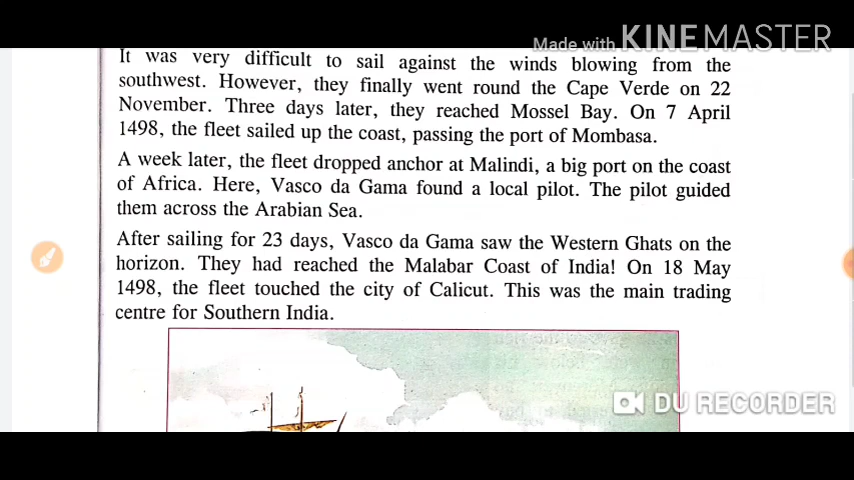 Made with KINEMASTER
It was very difficult to sail against the winds blowing from the
southwest. However, they finally went round the Cape Verde on 22
November. Three days later, they reached Mossel Bay. On 7 April
1498, the fleet sailed up the coast, passing the port of Mombasa.
A week later, the fleet dropped anchor at Malindi, a big port on the coast
of Africa. Here, Vasco da Gama found a local pilot. The pilot guided
them across the Arabian Sea.
After sailing for 23 days, Vasco da Gama saw the Western Ghats on the
horizon. They had reached the Malabar Coast of India! On 18 May
1498, the fleet touched the city of Calicut. This was the main trading
centre for Southern India.
DU RECORDER